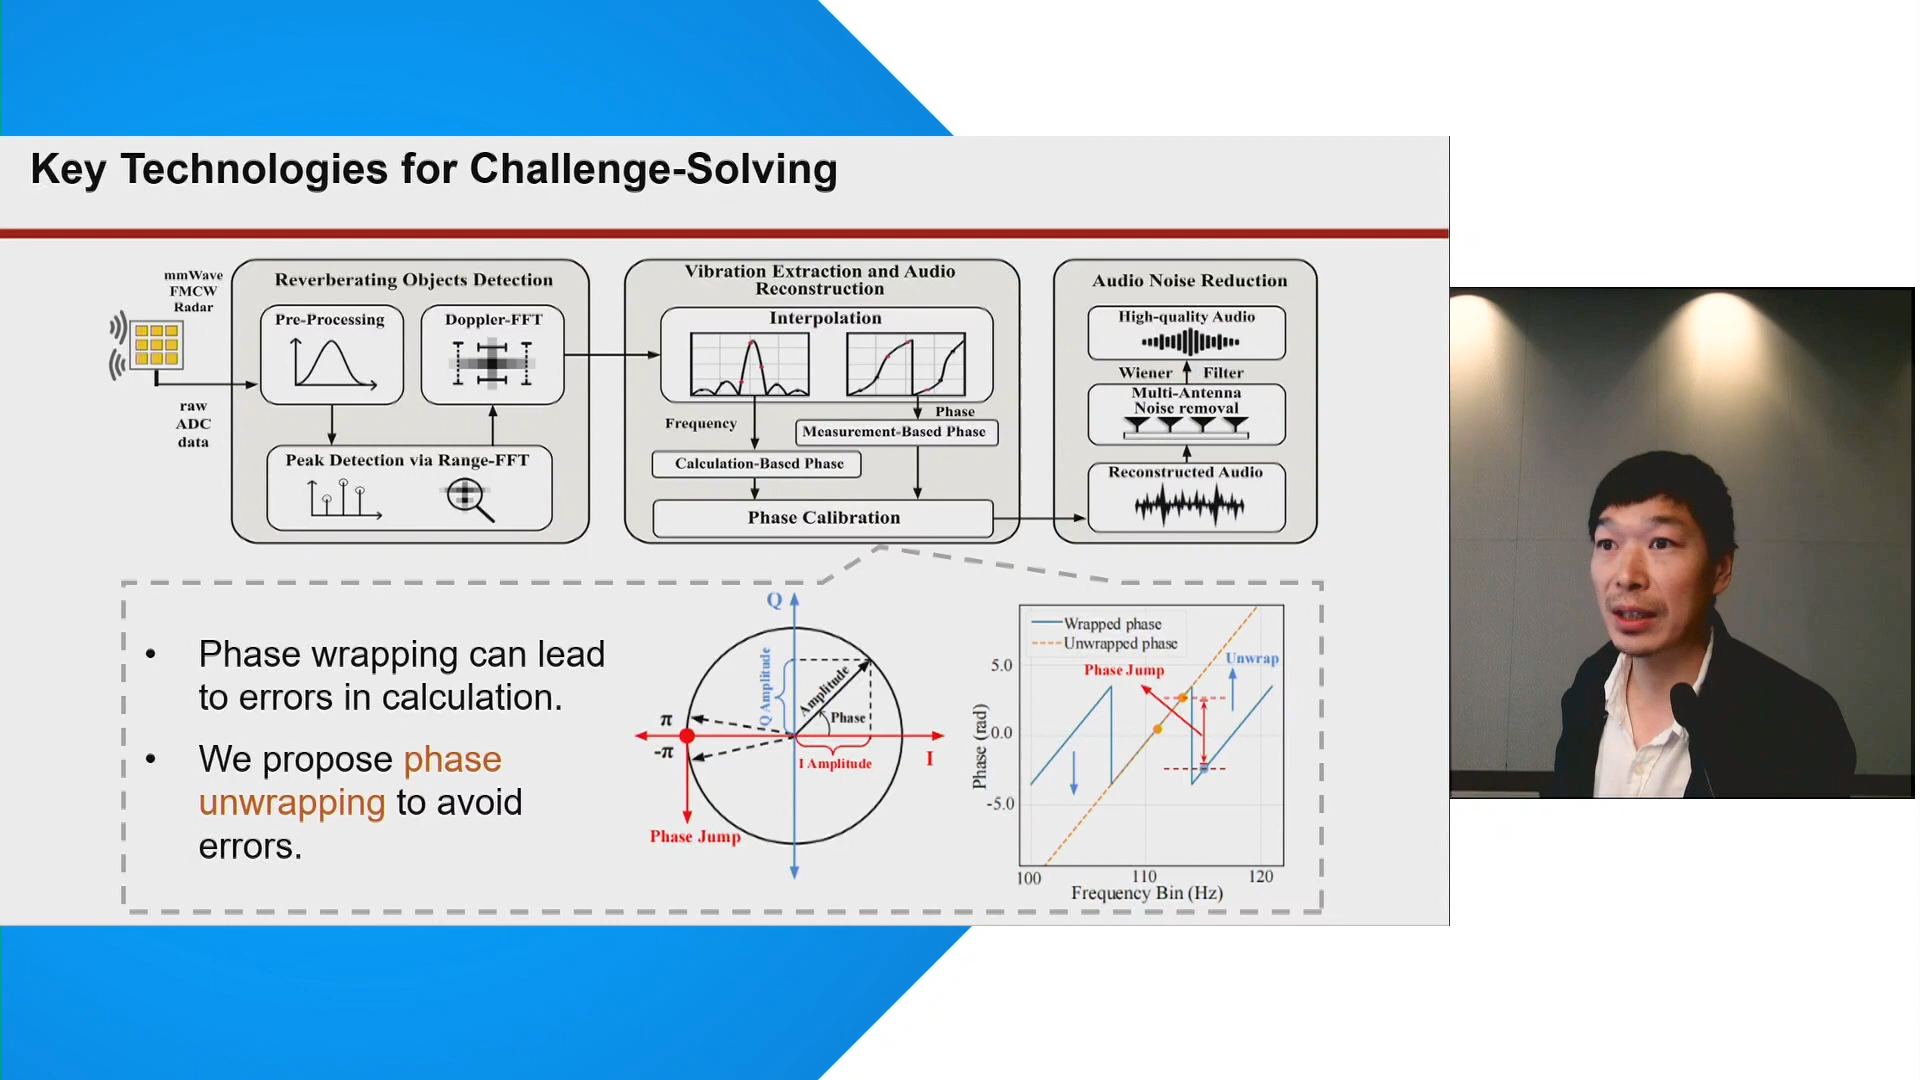 Key Technologies for Challenge-Solving
mmWave
FMCW
Radar
raw
ADC
data
Reverberating Objects Detection
Pre-Processing
Doppler-FFT
Peak Detection via Range-FFT
Vibration Extraction and Audio
Reconstruction
Interpolation
Frequency
Phase
Measurement-Based Phase
Calculation-Based Phase
Phase Calibration
Audio Noise Reduction
High-quality Audio
Wiener Filter
Multi-Antenna
Noise removal
Reconstructed Audio
• Phase wrapping can lead
to errors in calculation.
• We propose phase
unwrapping to avoid
errors.
Q
Q Amplitude
Amplitude
Phase
π
-π
I Amplitude
I
Phase Jump
Wrapped phase
Unwrapped phase
Phase Jump
Unwrap
5.0
0.0
-5.0
Phase (rad)
100
110
120
Frequency Bin (Hz)